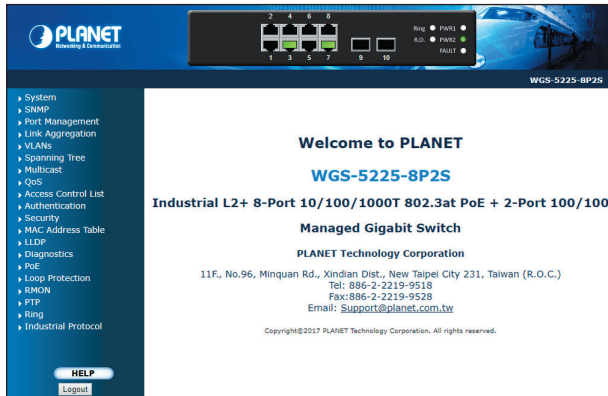 PLANET
Networking & Communication
2 4 6 8
1 3 5 7 9 10
Ring PWR1
R.O. PWR2
FAULT
WGS-5225-8P2S
System
SNMP
Port Management
Link Aggregation
VLANs
Spanning Tree
Multicast
QoS
Access Control List
Authentication
Security
MAC Address Table
LLDP
Diagnostics
PoE
Loop Protection
RMON
PTP
Ring
Industrial Protocol
HELP
Logout
Welcome to PLANET
WGS-5225-8P2S
Industrial L2+ 8-Port 10/100/1000T 802.3at PoE + 2-Port 100/100
Managed Gigabit Switch
PLANET Technology Corporation
11F., No.96, Minquan Rd., Xindian Dist., New Taipei City 231, Taiwan (R.O.C.)
Tel: 886-2-2219-9518
Fax:886-2-2219-9528
Email: Support@planet.com.tw
Copyright©2017 PLANET Technology Corporation. All rights reserved.